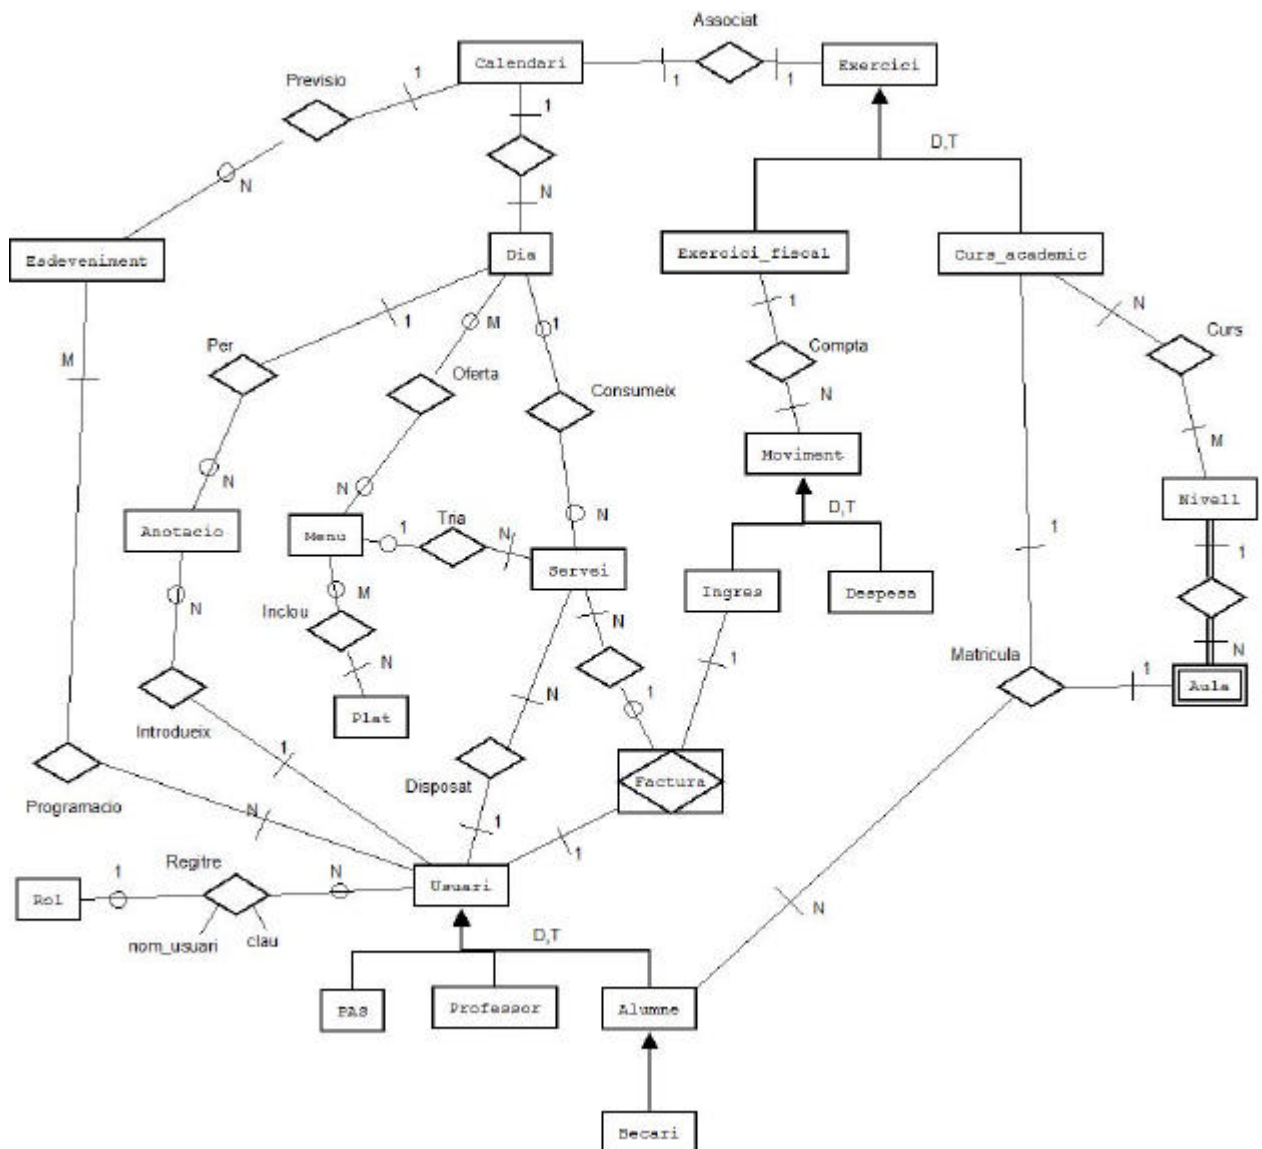 Associat
Calendari
1
1
Exercici
Previsio
1
1
D,T
N
N
Esdeveniment
Dia
Exercici_fiscal
Curs_academic
1
M
1
1
N
Per
Curs
M
Oferta
Compta
Consumeix
N
M
Moviment
N
N
Nivell
Anotacio
Menu
1
Tria
N
N
D,T
1
1
Servei
Ingres
Despesa
N
Inclou
M
N
Matricula
N
1
N
1
Aula
Plat
N
1
Introdueix
1
Disposat
Factura
Programacio
N
1
1
Regitre
1
N
Rol
Usuari
N
nom_usuari
clau
D,T
PAS
Professor
Alumne
Becari